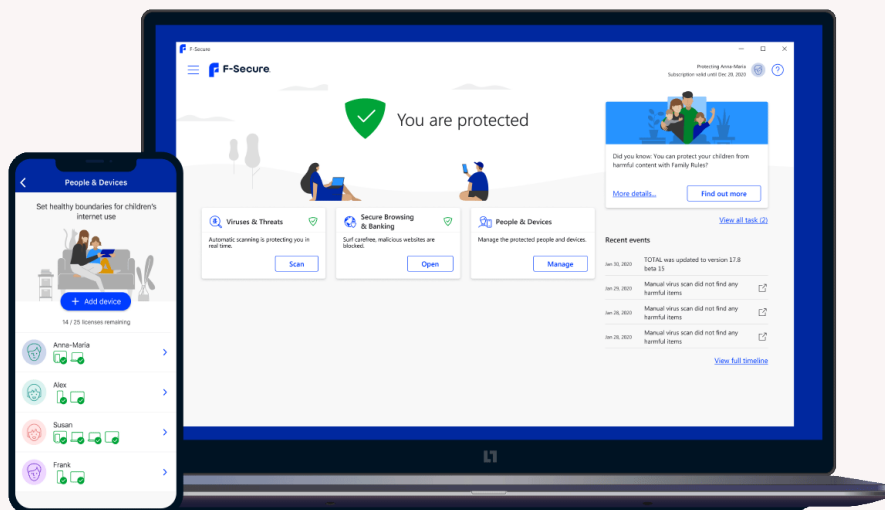 F-Secure
F-Secure.
Protecting Anna-Maria
Subscription valid until Dec 20, 2020
?
You are protected
Did you know: You can protect your children from
harmful content with Family Rules?
More details...
Find out more
View all task (2)
Viruses & Threats
Automatic scanning is protecting you in
real time.
Scan
Secure Browsing
& Banking
Surf carefree, malicious websites are
blocked.
Open
People & Devices
Manage the protected people and devices.
Manage
Recent events
Jan 30, 2020
TOTAL was updated to version 17.8
beta 15
Jan 29, 2020
Manual virus scan did not find any
harmful items
Jan 28, 2020
Manual virus scan did not find any
harmful items
Jan 28, 2020
Manual virus scan did not find any
harmful items
View full timeline
People & Devices
Set healthy boundaries for children's
internet use
+ Add device
14 / 25 licenses remaining
Anne-Maria
Alex
Susan
Frank